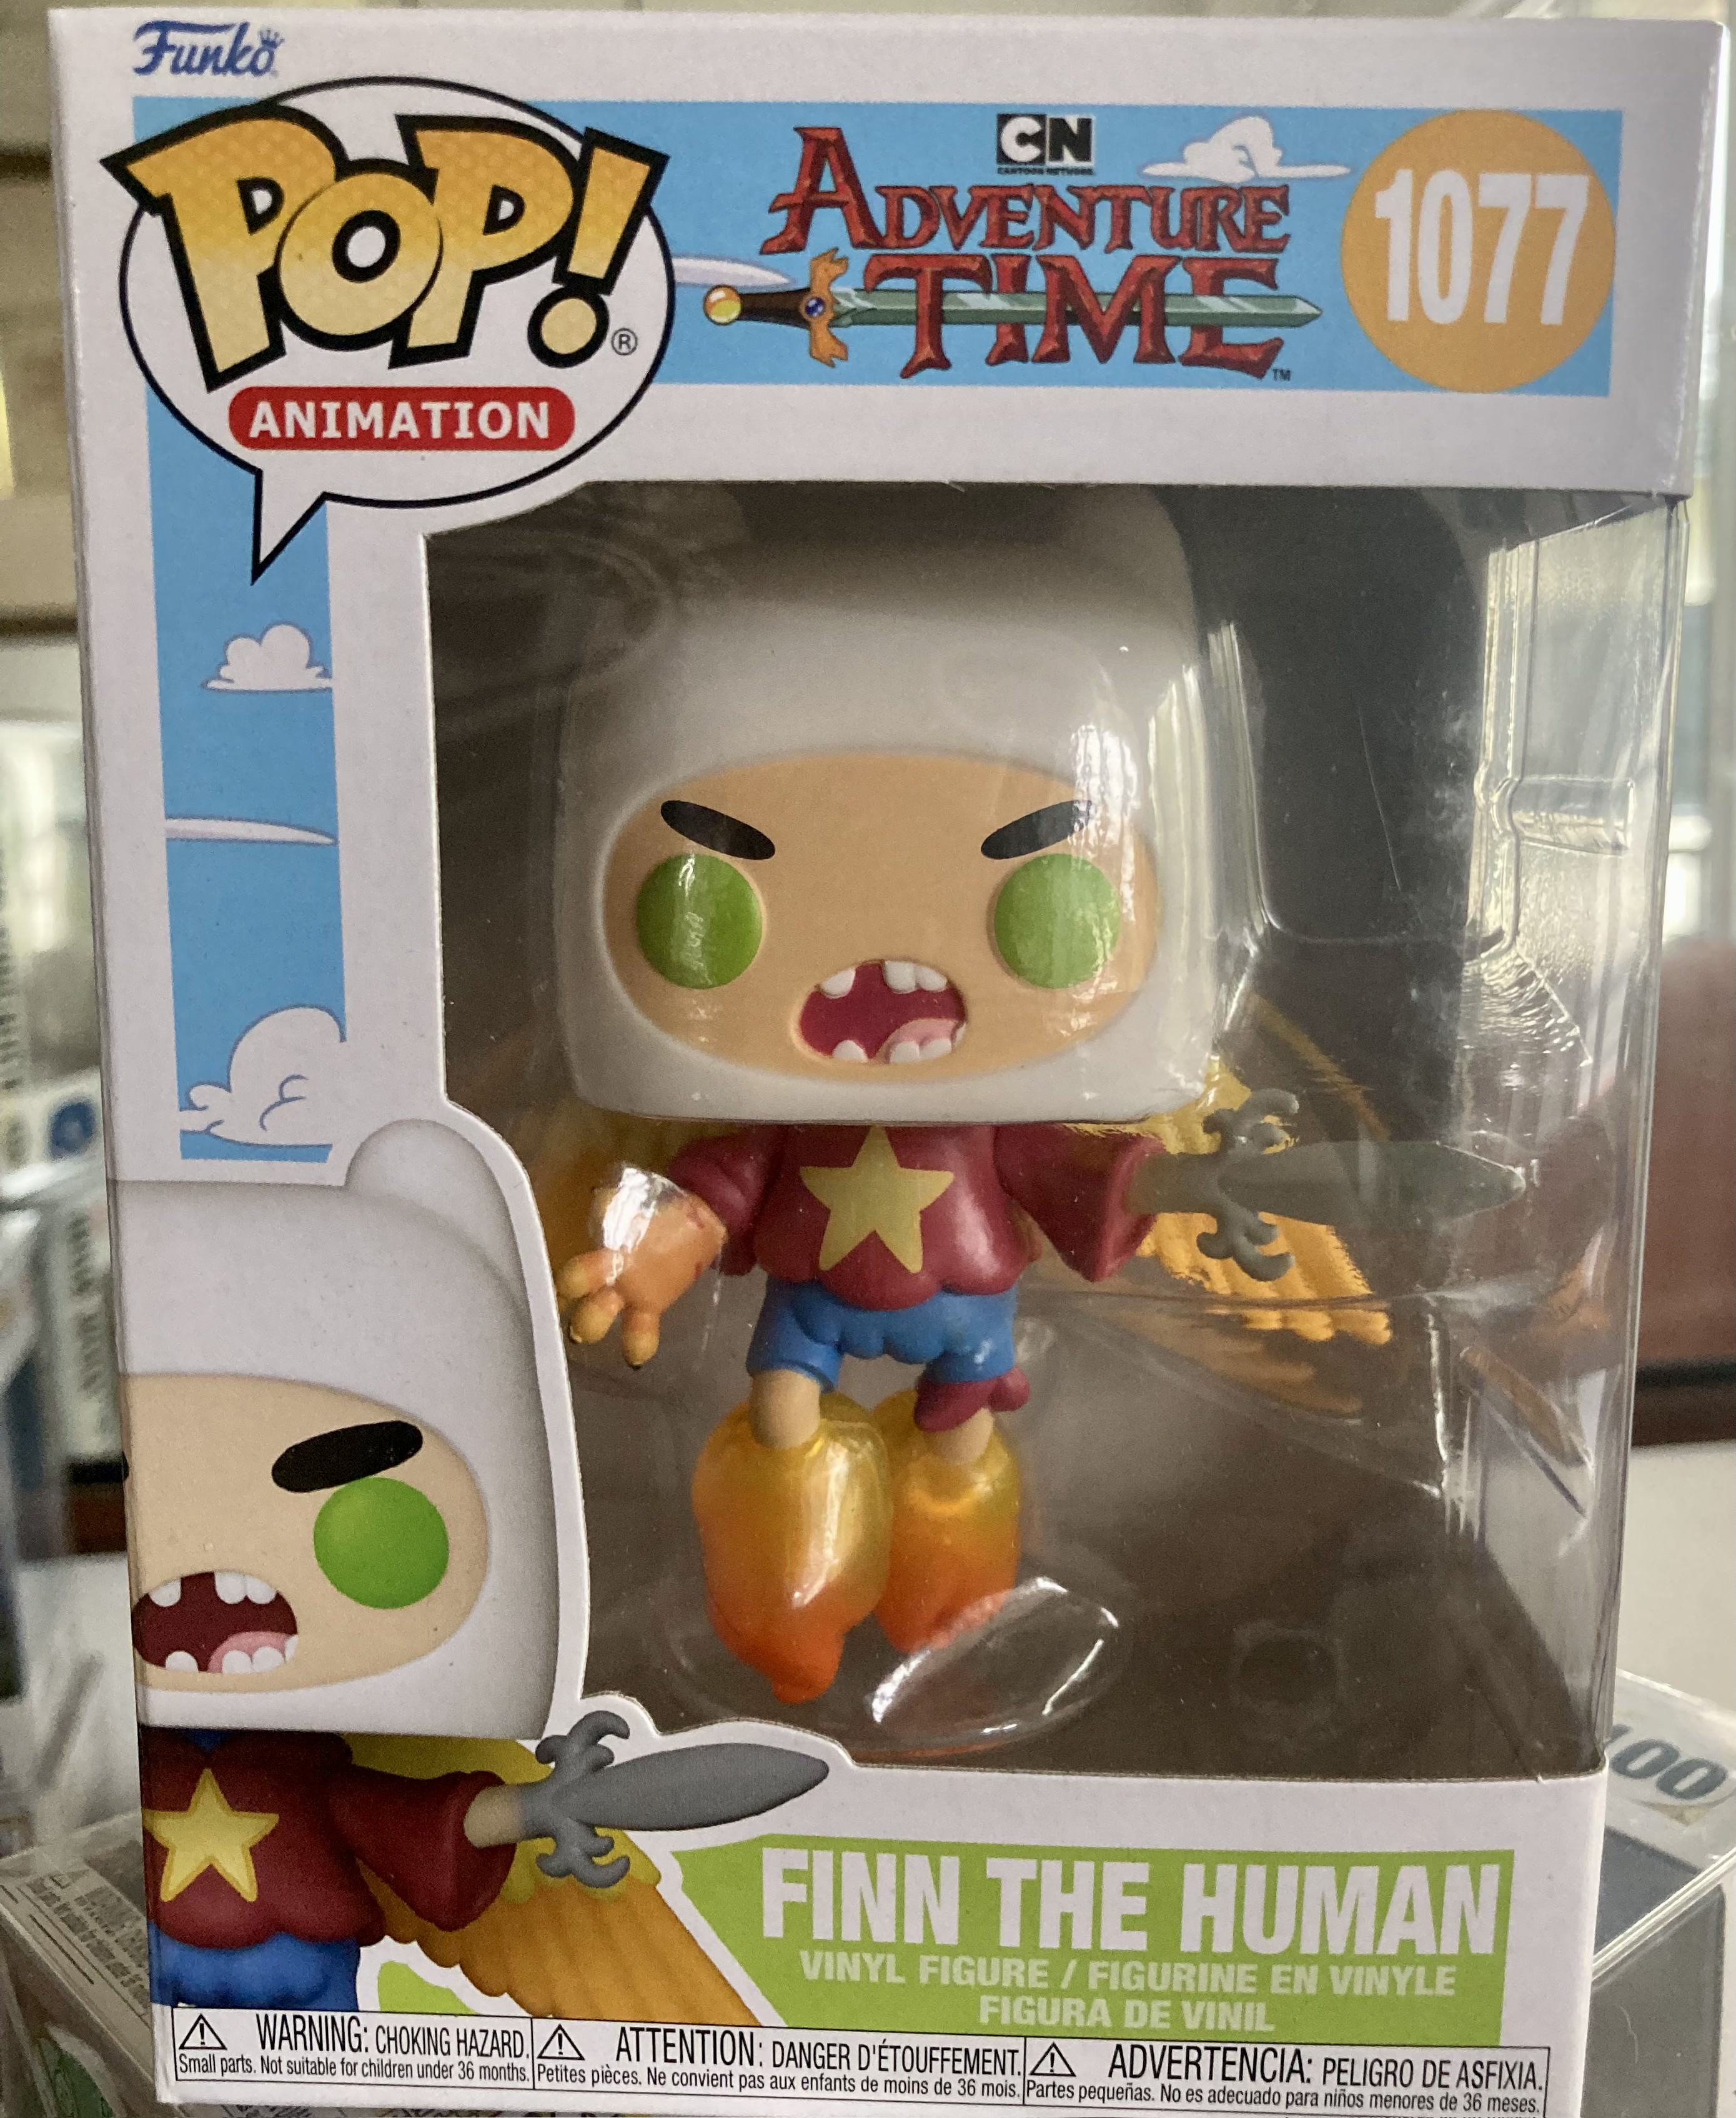 Funko
POP!®
ANIMATION
CN
CARTOON NETWORK
ADVENTURE
TIME™
1077
FINN THE HUMAN
VINYL FIGURE / FIGURINE EN VINYLE
FIGURA DE VINIL
WARNING: CHOKING HAZARD.
Small parts. Not suitable for children under 36 months.
ATTENTION: DANGER D'ÉTOUFFEMENT.
Petites pièces. Ne convient pas aux enfants de moins de 36 mois.
ADVERTENCIA: PELIGRO DE ASFIXIA.
Partes pequeñas. No es adecuado para niños menores de 36 meses.